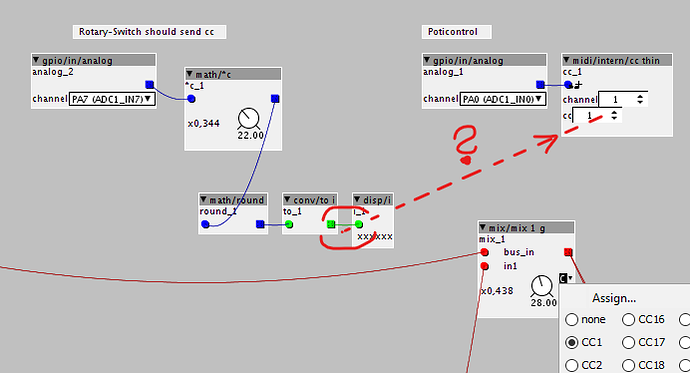 Rotary-Switch should send cc
Poticontrol
gpio/in/analog
analog_2
channel PA7 (ADC1_IN7)
math/*c
*c_1
x0,344
22.00
gpio/in/analog
analog_1
channel PA0 (ADC1_IN0)
midi/intern/cc thin
cc_1
channel 1
cc 1
?
math/round
round_1
conv/to i
to_1
disp/i
xxxxxx
mix/mix 1 g
mix_1
bus_in
in1
x0,438
28.00
C
Assign...
none CC16
CC1 CC17
CC2 CC18